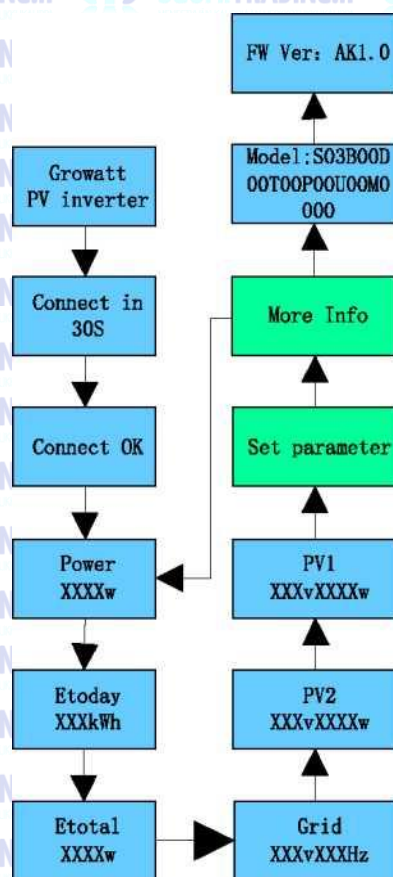 Growatt
PV inverter
Connect in
30S
Connect OK
Power
XXXXw
Etoday
XXXkWh
Etotal
XXXXw
Grid
XXXvXXXHz
PV2
XXXvXXXXw
PV1
XXXvXXXXw
Set parameter
More Info
Model:S03B00D
00T00P00U00M0
000
FW Ver: AK1.0